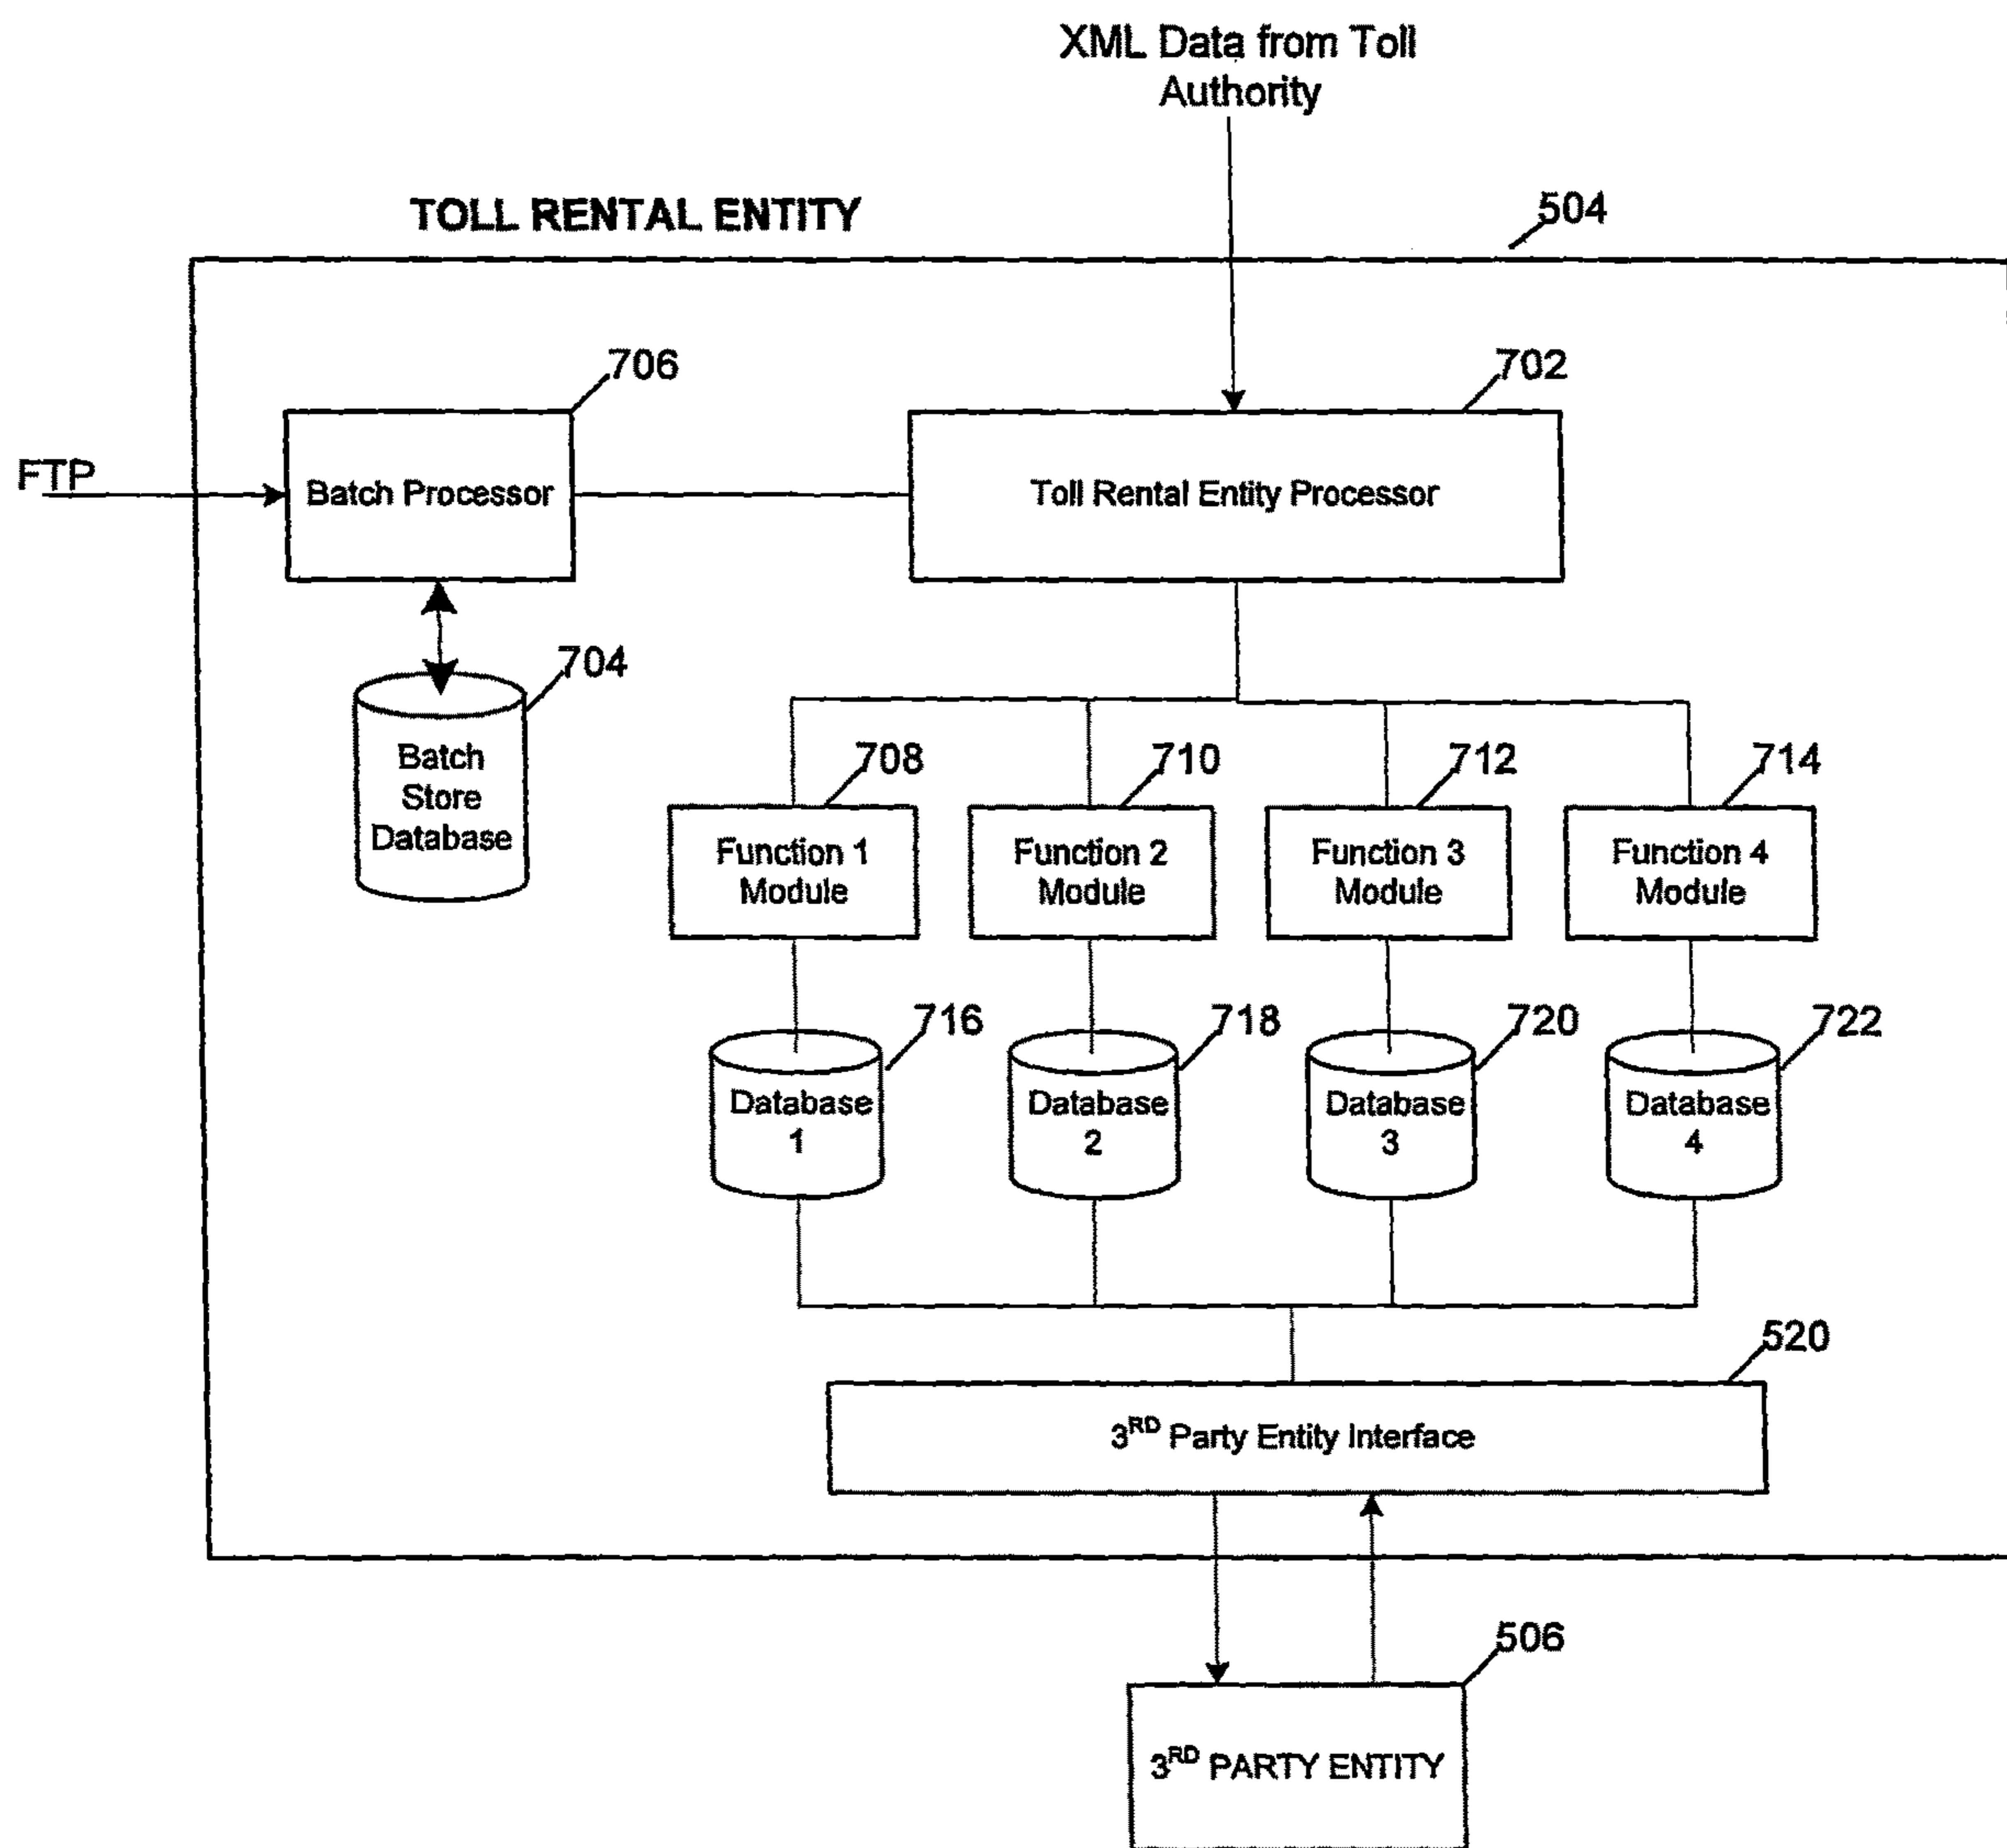 XML Data from Toll
Authority
TOLL RENTAL ENTITY
504
706
702
FTP
Batch Processor
Toll Rental Entity Processor
704
Batch
Store
Database
708
710
712
714
Function 1
Module
Function 2
Module
Function 3
Module
Function 4
Module
716
718
720
722
Database
1
Database
2
Database
3
Database
4
520
3RD Party Entity Interface
506
3RD PARTY ENTITY